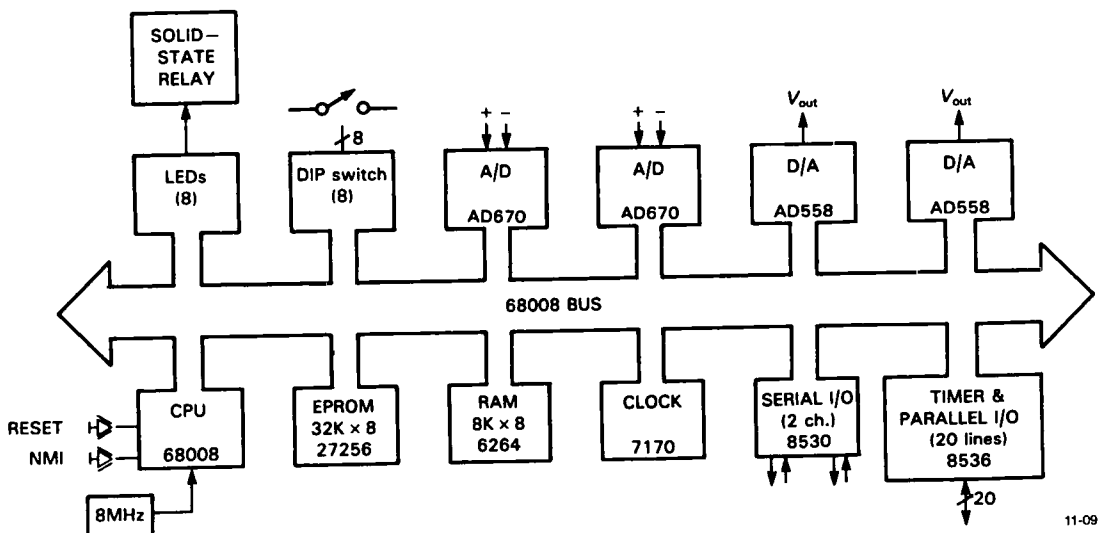 SOLID–
STATE
RELAY
8
+ –
+ –
Vout
Vout
LEDs
(8)
DIP switch
(8)
A/D
AD670
A/D
AD670
D/A
AD558
D/A
AD558
68008 BUS
RESET
NMI
CPU
68008
8MHz
EPROM
32K × 8
27256
RAM
8K × 8
6264
CLOCK
7170
SERIAL I/O
(2 ch.)
8530
TIMER &
PARALLEL I/O
(20 lines)
8536
20
11-09